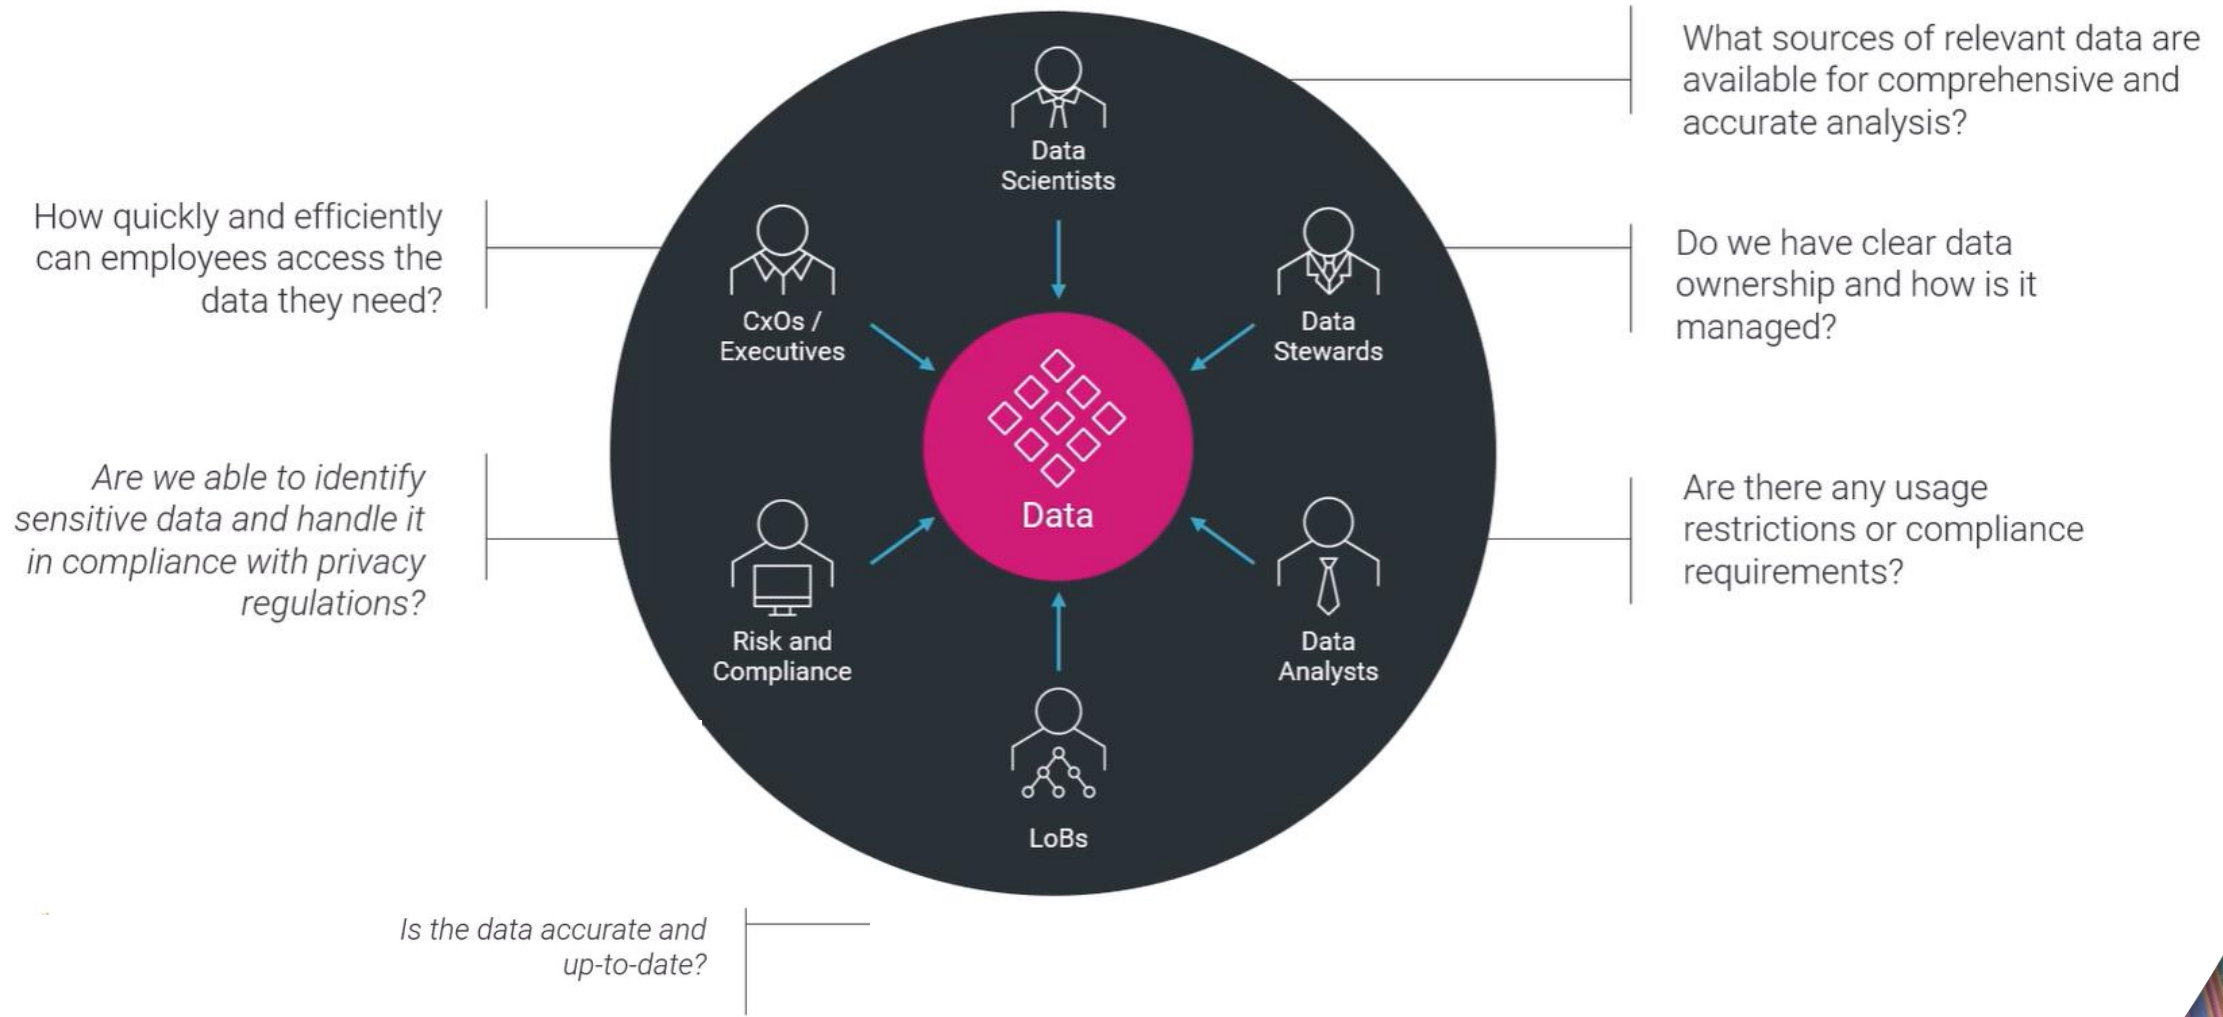 What sources of relevant data are
available for comprehensive and
accurate analysis?
Data
Scientists
How quickly and efficiently
can employees access the
data they need?
CxOs /
Executives
Data
Stewards
Do we have clear data
ownership and how is it
managed?
Data
Are we able to identify
sensitive data and handle it
in compliance with privacy
regulations?
Are there any usage
restrictions or compliance
requirements?
Risk and
Compliance
Data
Analysts
LoBs
Is the data accurate and
up-to-date?